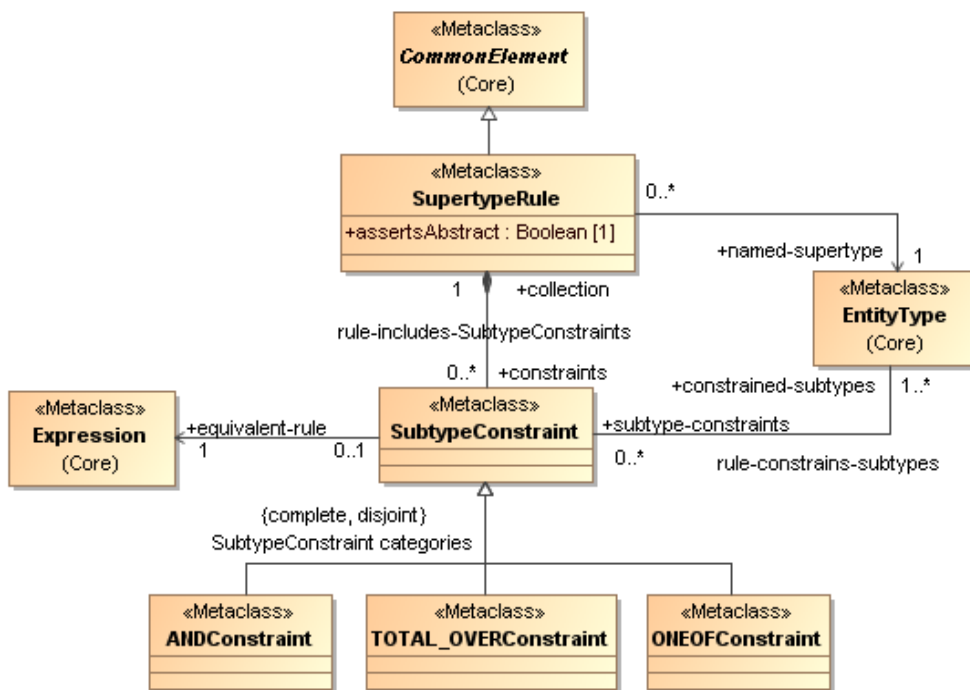 «Metaclass»
CommonElement
(Core)
«Metaclass»
SupertypeRule
+assertsAbstract : Boolean [1]
0..*
+named-supertype
1
1
+collection
rule-includes-SubtypeConstraints
0..*
+constraints
«Metaclass»
EntityType
(Core)
+constrained-subtypes
1..*
«Metaclass»
Expression
(Core)
+equivalent-rule
1
0..1
«Metaclass»
SubtypeConstraint
+subtype-constraints
0..*
rule-constrains-subtypes
{complete, disjoint}
SubtypeConstraint categories
«Metaclass»
ANDConstraint
«Metaclass»
TOTAL_OVERConstraint
«Metaclass»
ONEOFConstraint